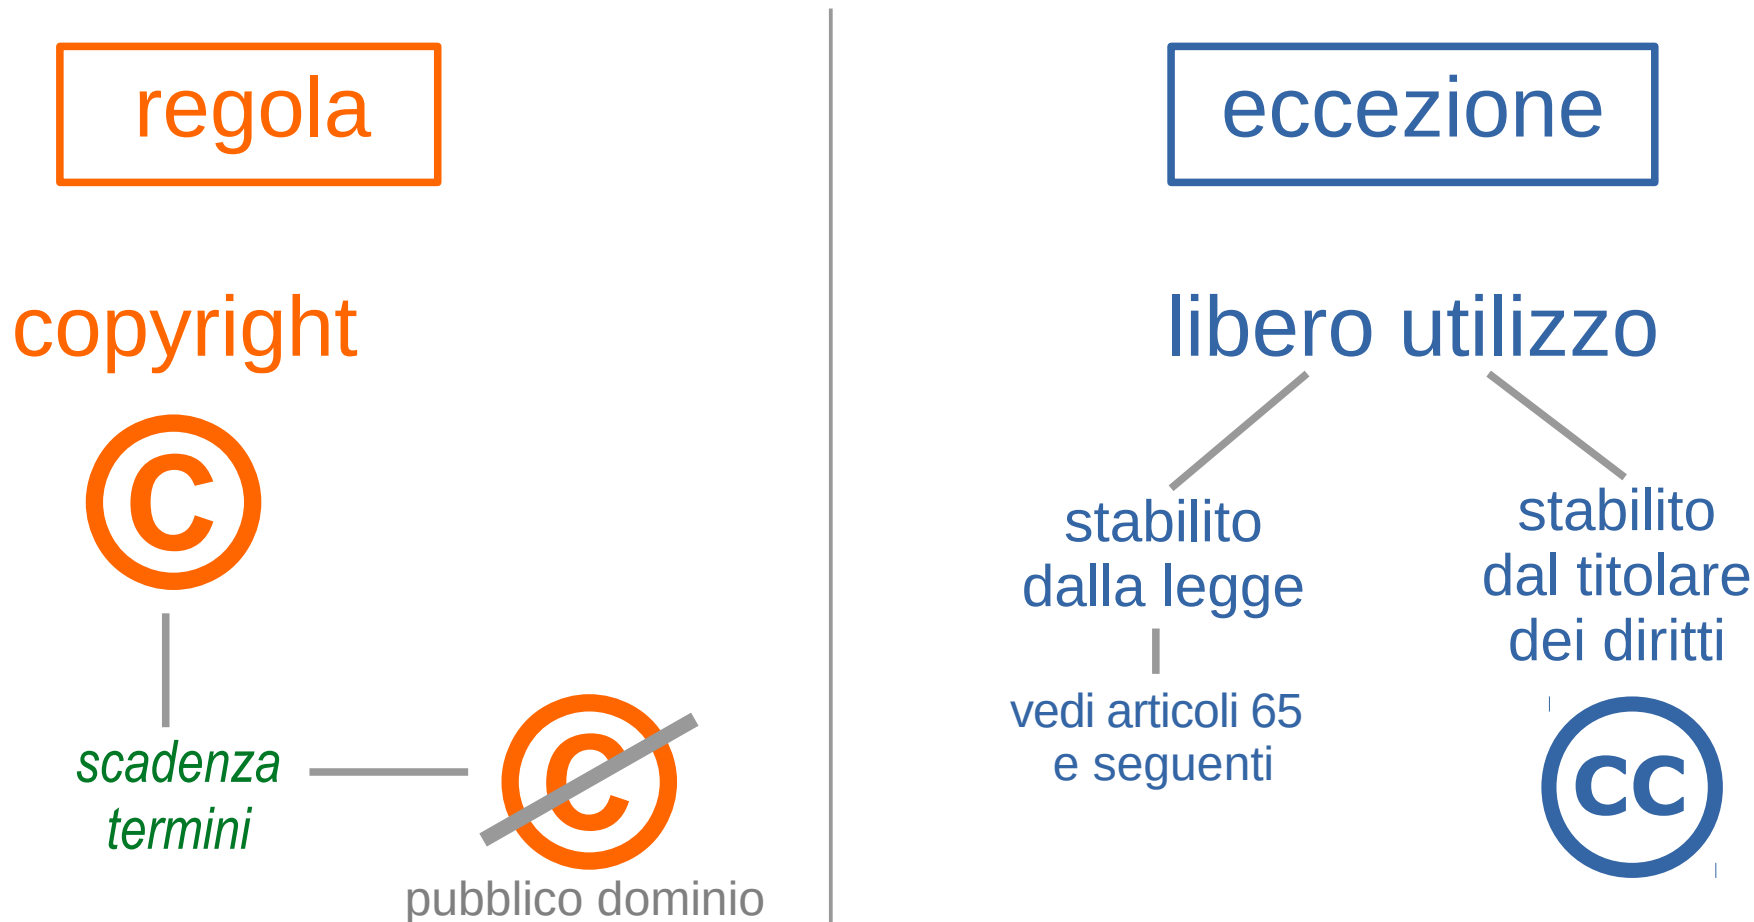 regola
copyright
C
scadenza
termini
C
pubblico dominio
eccezione
libero utilizzo
stabilito
dalla legge
vedi articoli 65
e seguenti
stabilito
dal titolare
dei diritti
CC